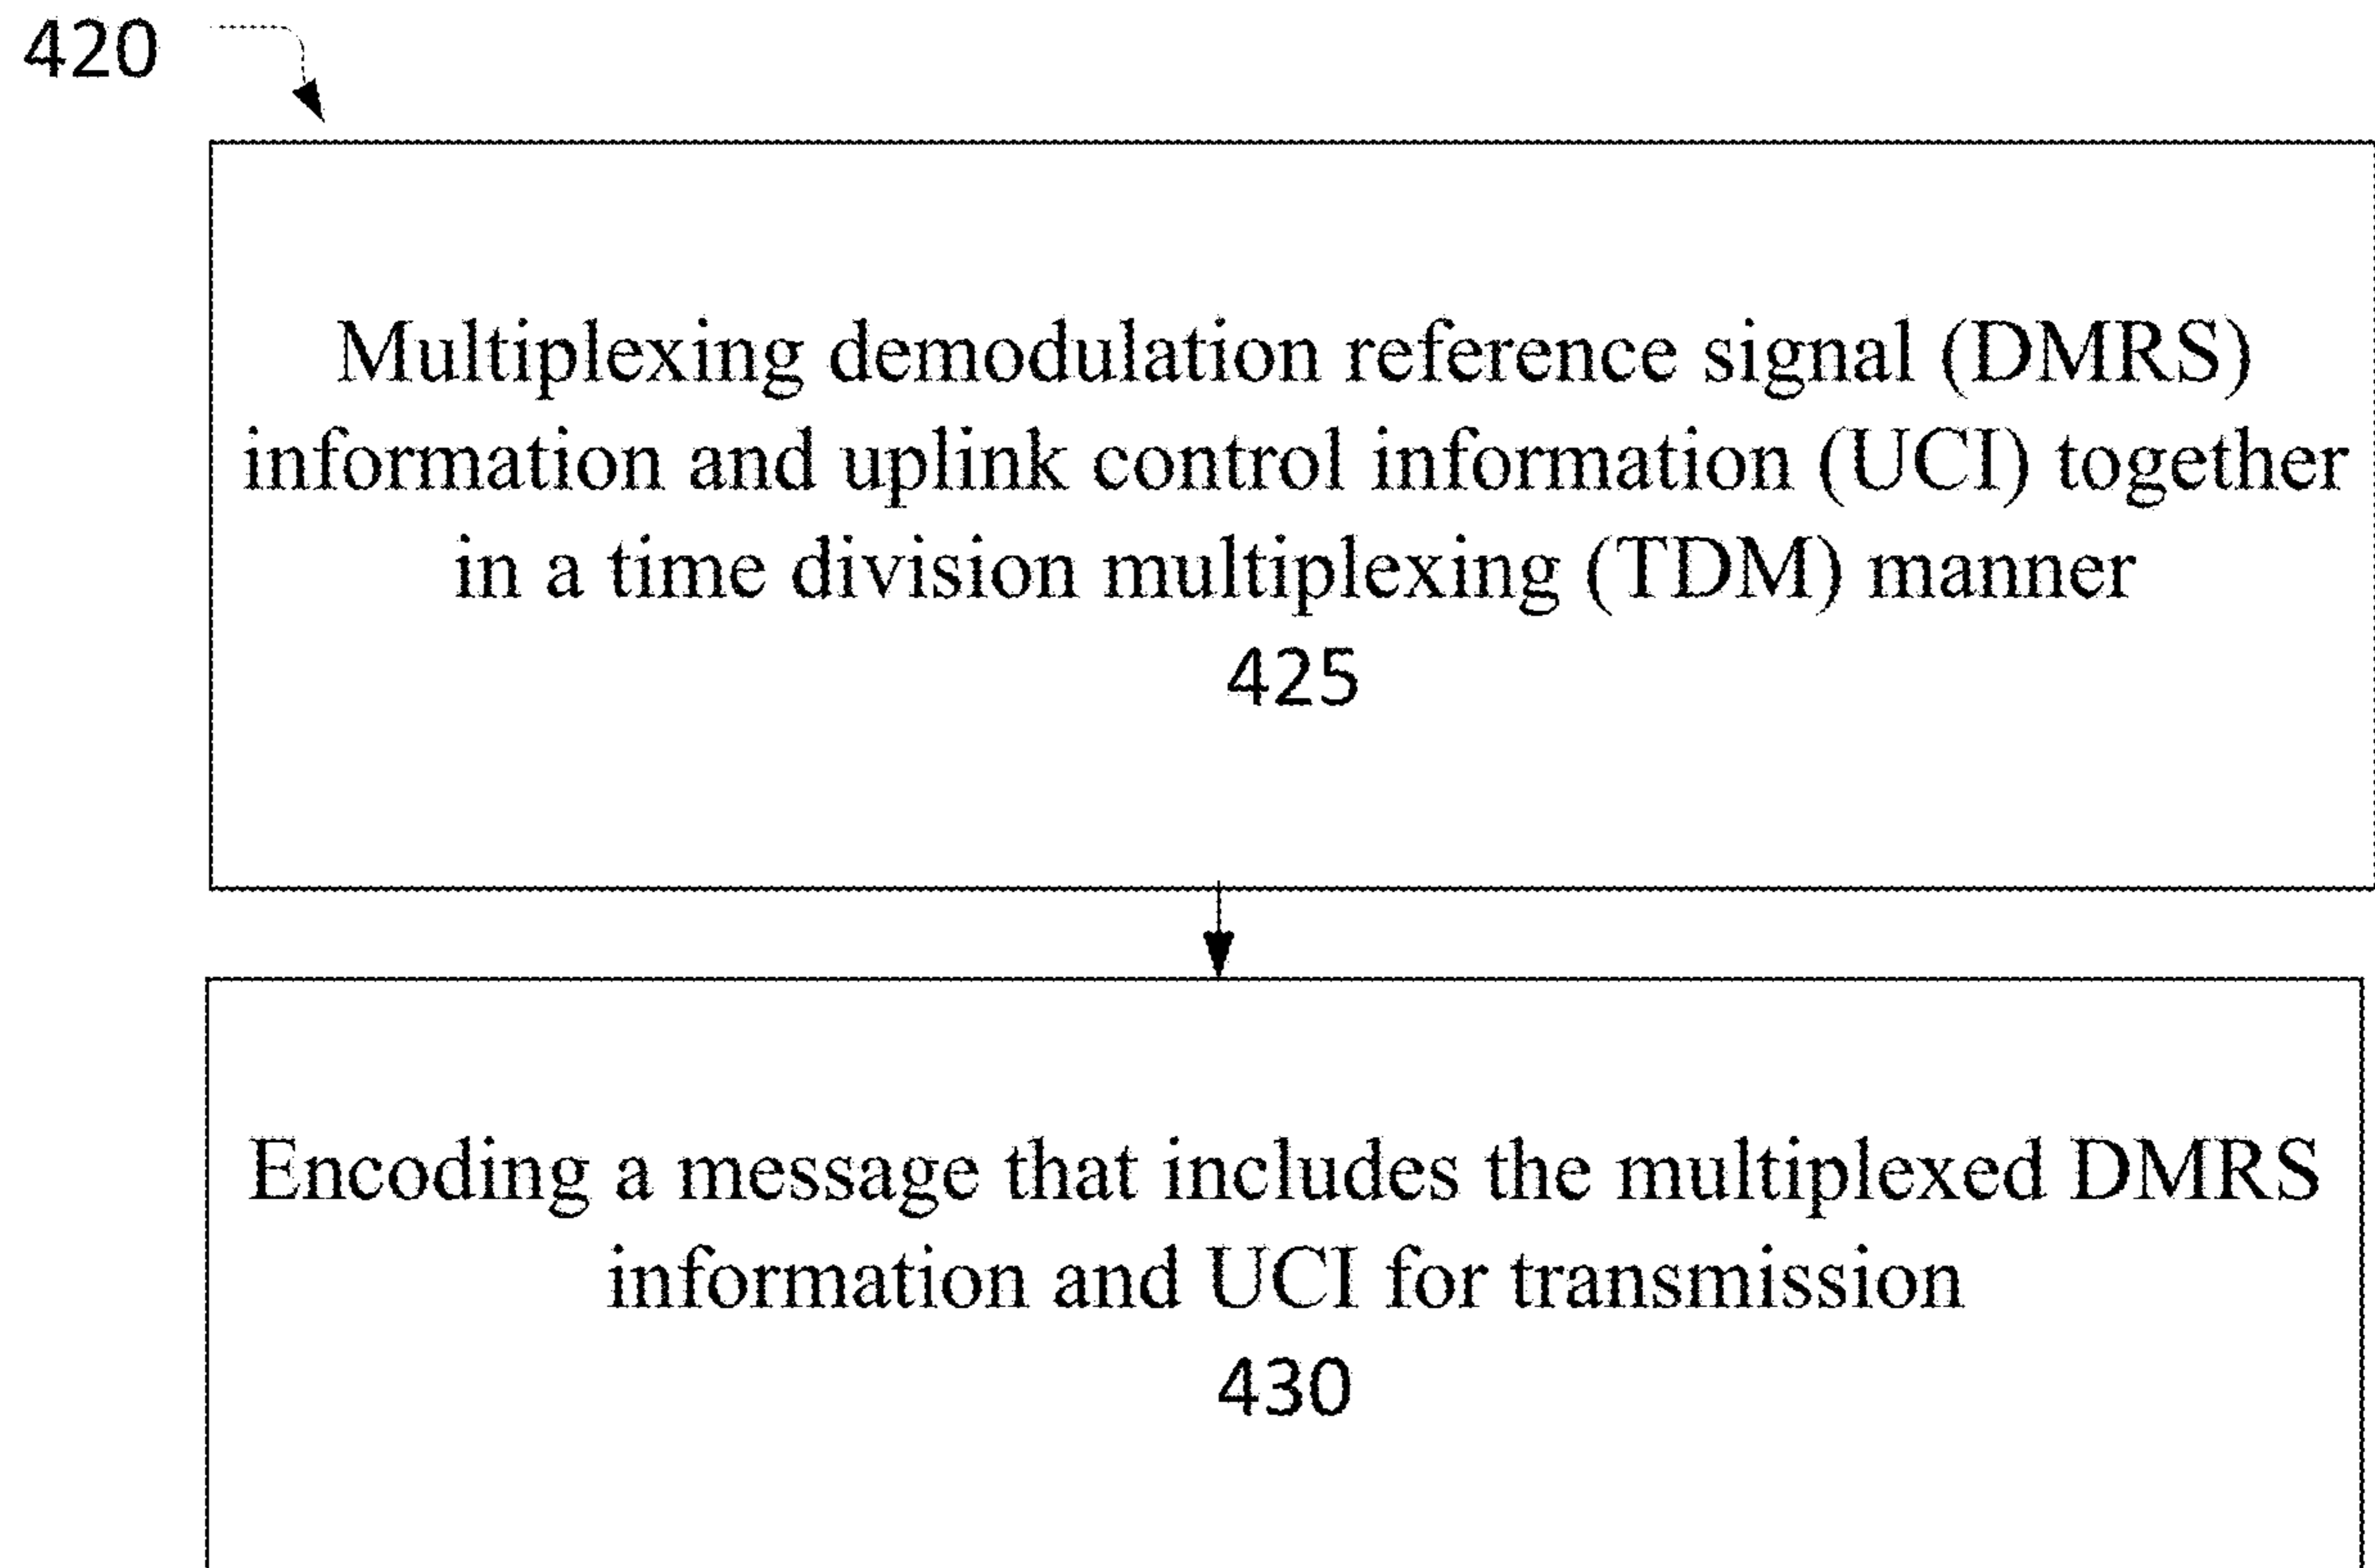 420
Multiplexing demodulation reference signal (DMRS)
information and uplink control information (UCI) together
in a time division multiplexing (TDM) manner
425
Encoding a message that includes the multiplexed DMRS
information and UCI for transmission
430